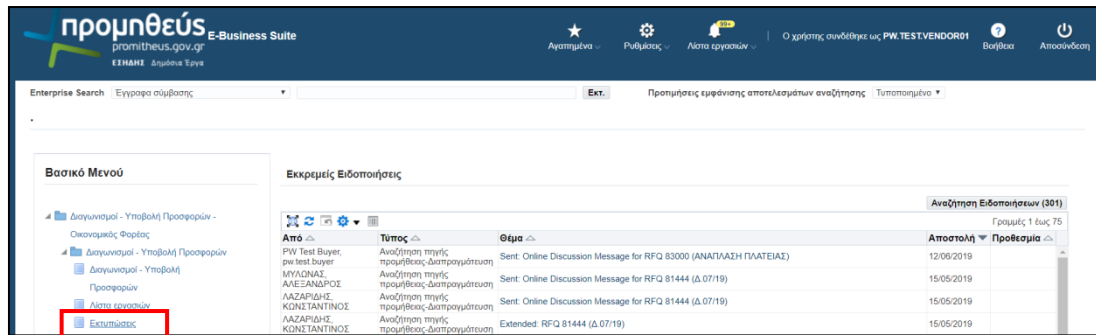 προμηθεύς E-Business Suite
promitheus.gov.gr
ΕΣΗΔΗΣ Δημόσια Έργα
99+
Αγαπημένα Ρυθμίσεις Λίστα εργασιών Ο χρήστης συνδέθηκε ως PW.TEST.VENDOR01 Βοήθεια Αποσύνδεση
Enterprise Search Έγγραφα σύμβασης Εκτ. Προτιμήσεις εμφάνισης αποτελεσμάτων αναζήτησης Τυποποιημένο
.
Βασικό Μενού
Διαγωνισμοί - Υποβολή Προσφορών -
Οικονομικός Φορέας
Διαγωνισμοί - Υποβολή Προσφορών
Διαγωνισμοί - Υποβολή
Προσφορών
Λίστα εργασιών
Εκτυπώσεις
Εκκρεμείς Ειδοποιήσεις
Αναζήτηση Ειδοποιήσεων (301)
Γραμμές 1 έως 75
Από Τύπος Θέμα Αποστολή Προθεσμία
PW Test Buyer, Αναζήτηση πηγής
pw.test.buyer προμήθειας-Διαπραγμάτευση Sent: Online Discussion Message for RFQ 83000 (ΑΝΑΠΛΑΣΗ ΠΛΑΤΕΙΑΣ) 12/06/2019
ΜΥΛΩΝΑΣ, Αναζήτηση πηγής
ΑΛΕΞΑΝΔΡΟΣ προμήθειας-Διαπραγμάτευση Sent: Online Discussion Message for RFQ 81444 (Δ.07/19) 15/05/2019
ΛΑΖΑΡΙΔΗΣ, Αναζήτηση πηγής
ΚΩΝΣΤΑΝΤΙΝΟΣ προμήθειας-Διαπραγμάτευση Sent: Online Discussion Message for RFQ 81444 (Δ.07/19) 15/05/2019
ΛΑΖΑΡΙΔΗΣ, Αναζήτηση πηγής
ΚΩΝΣΤΑΝΤΙΝΟΣ προμήθειας-Διαπραγμάτευση Extended: RFQ 81444 (Δ.07/19) 15/05/2019